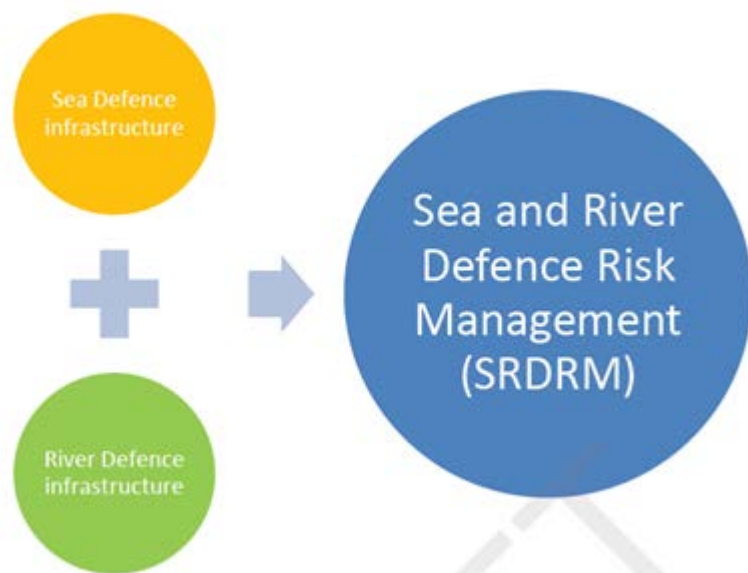 Sea Defence
infrastructure
River Defence
infrastructure
Sea and River
Defence Risk
Management
(SRDRM)